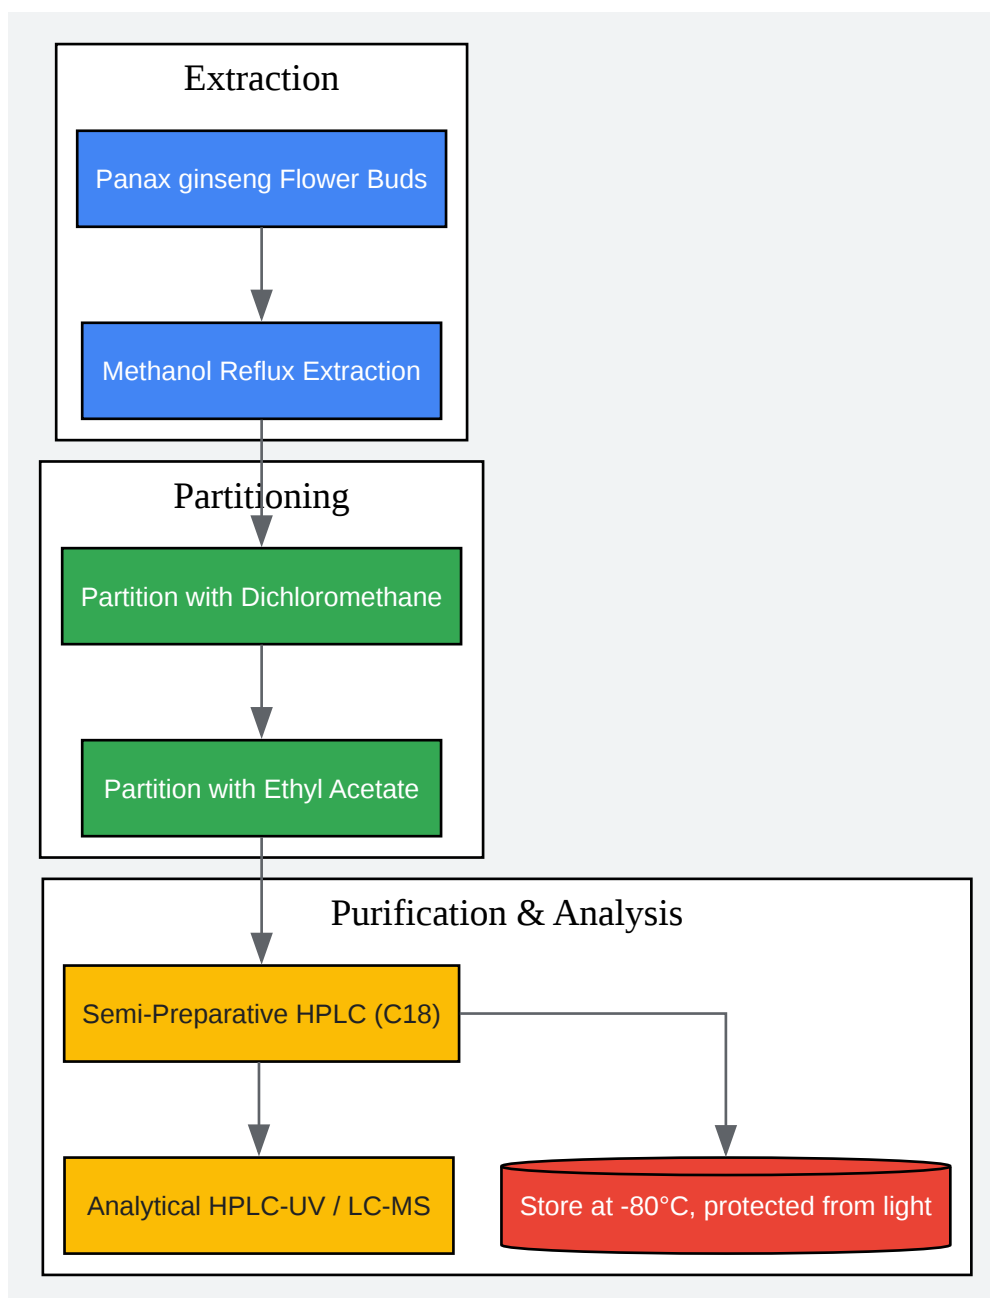 Extraction
Panax ginseng Flower Buds
Methanol Reflux Extraction
Partitioning
Partition with Dichloromethane
Partition with Ethyl Acetate
Purification & Analysis
Semi-Preparative HPLC (C18)
Analytical HPLC-UV / LC-MS
Store at -80°C, protected from light